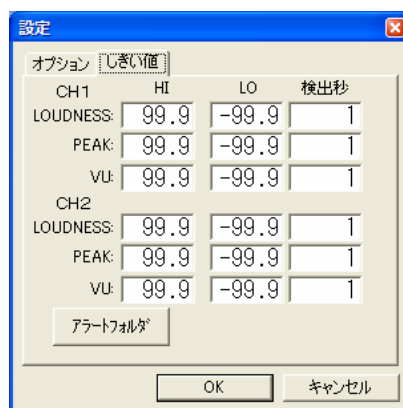 設定
オプション しきい値
CH1 HI LO 検出秒
LOUDNESS: 99.9 -99.9 1
PEAK: 99.9 -99.9 1
VU: 99.9 -99.9 1
CH2
LOUDNESS: 99.9 -99.9 1
PEAK: 99.9 -99.9 1
VU: 99.9 -99.9 1
ｱﾗｰﾄﾌｫﾙﾀﾞ
OK キャンセル